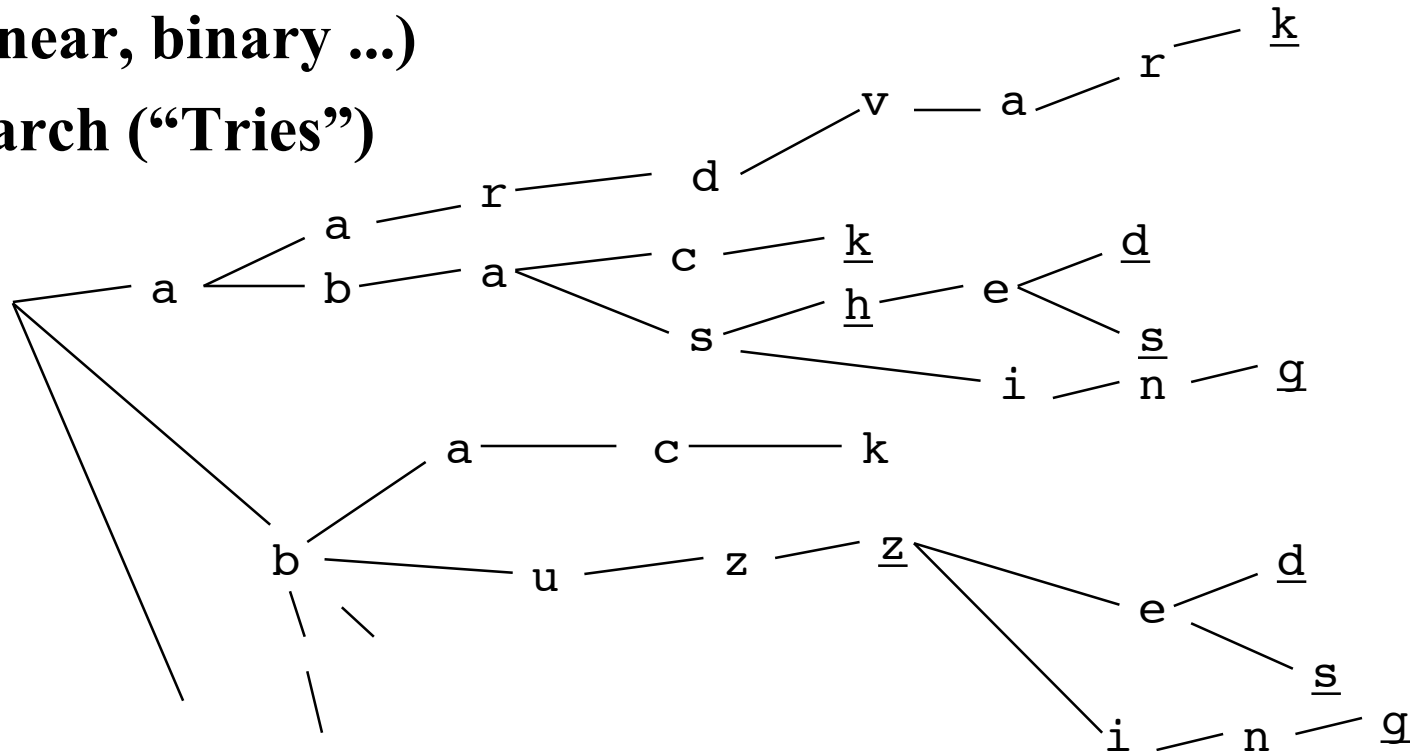 near, binary ...)
arch (“Tries”)
k
r
v a
d
r
a
c k
d
a
a b
h e
s
s
i n g
a c k
b
u z z
e d
s
i n g